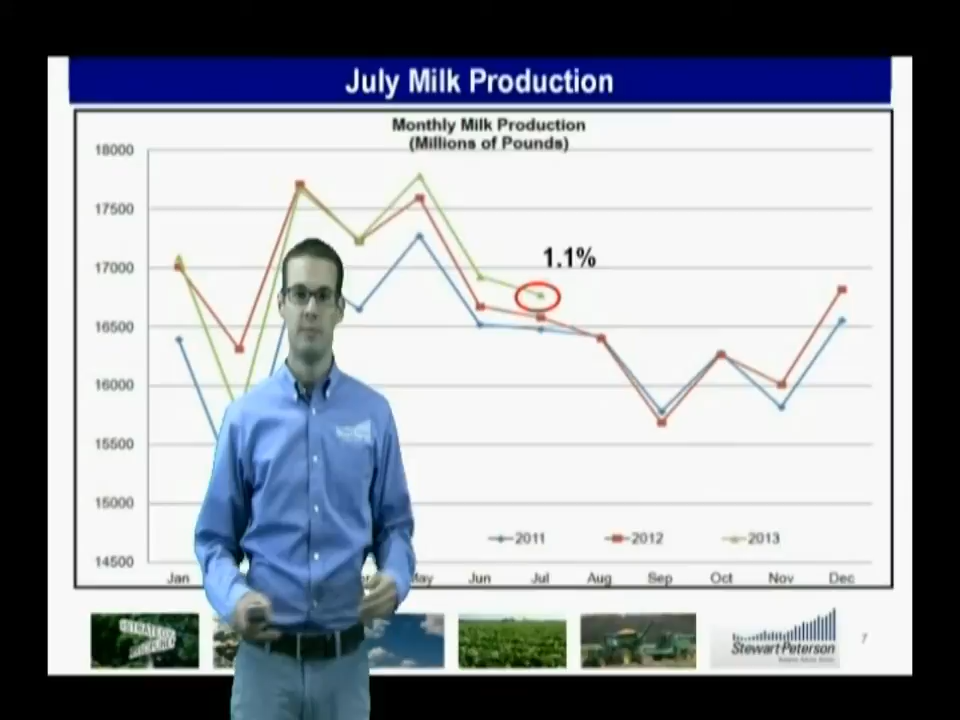 July Milk Production
Monthly Milk Production
(Millions of Pounds)
18000
17500
17000
16500
16000
15500
15000
14500
1.1%
2011
2012
2013
Jan
May
Jun
Jul
Aug
Sep
Oct
Nov
Dec
STRATEGY
Stewart-Peterson
7